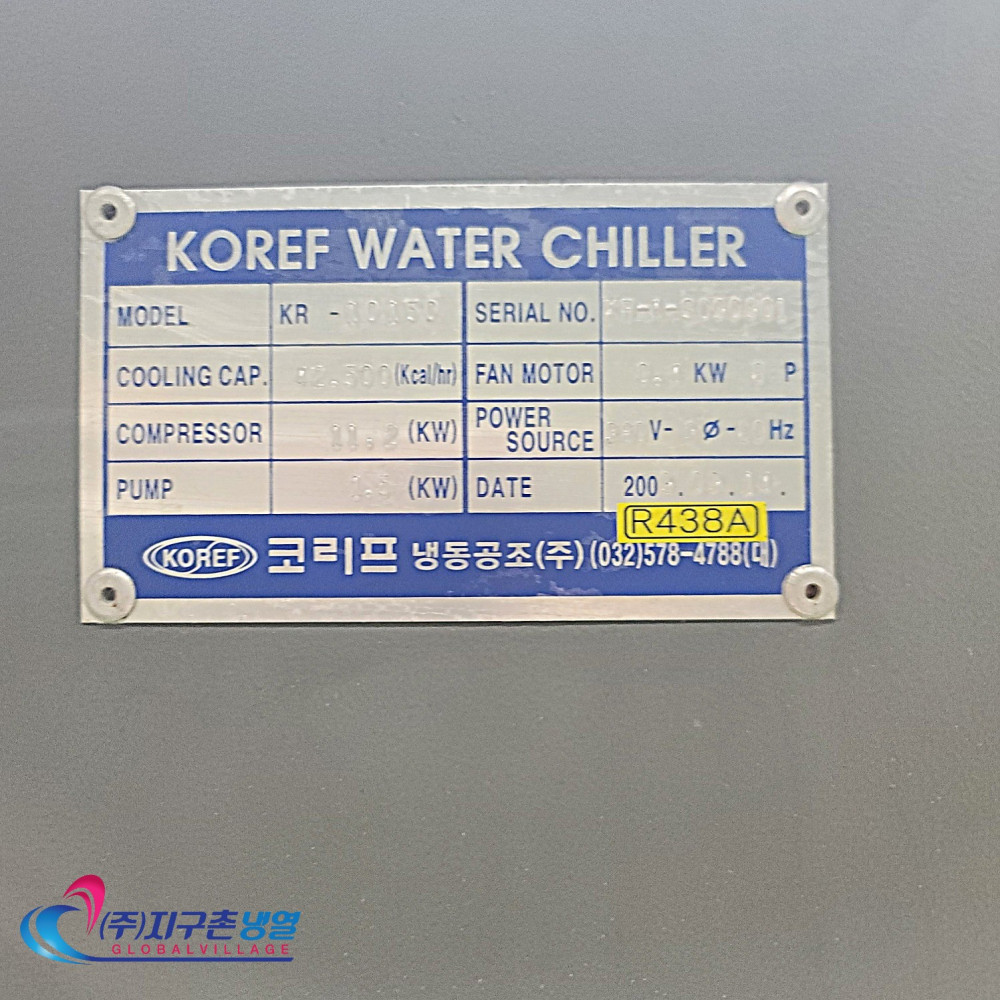 KOREF WATER CHILLER
MODEL KR - SERIAL NO.
COOLING CAP. (Kcal/hr) FAN MOTOR KW P
COMPRESSOR 11.2 (KW) POWER SOURCE V- Ø- Hz
PUMP (KW) DATE 200 . . .
R438A
KOREF 코리프 냉동공조(주) (032)578-4788(대)
(주)지구촌냉열
GLOBALVILLAGE